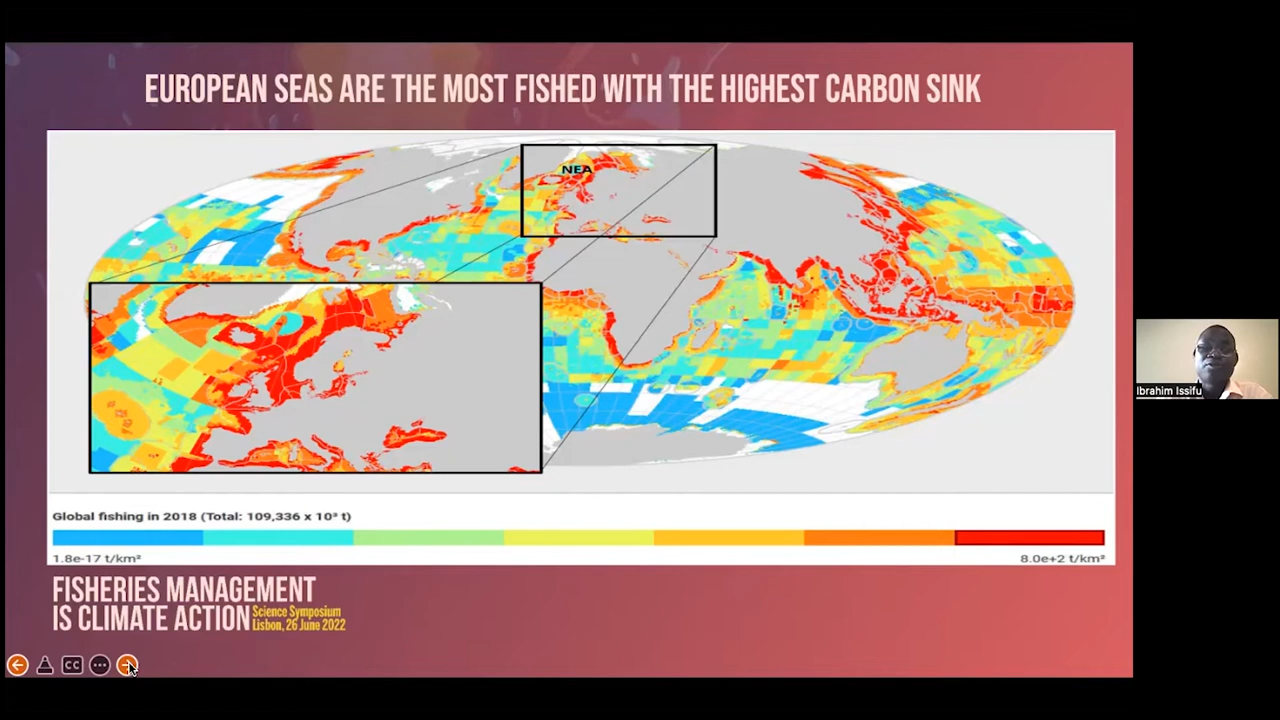 EUROPEAN SEAS ARE THE MOST FISHED WITH THE HIGHEST CARBON SINK
NEA
Global fishing in 2018 (Total: 109,336 x 10³ t)
1.8e-17 t/km²
8.0e+2 t/km²
FISHERIES MANAGEMENT
IS CLIMATE ACTION
Science Symposium
Lisbon, 26 June 2022
CC
Ibrahim Issifu